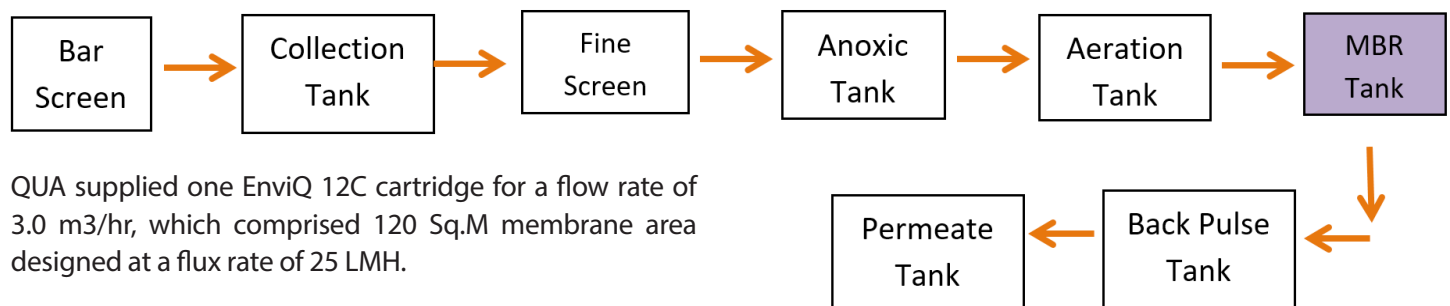 Bar
Screen
Collection
Tank
Fine
Screen
Anoxic
Tank
Aeration
Tank
MBR
Tank
QUA supplied one EnviQ 12C cartridge for a flow rate of
3.0 m3/hr, which comprised 120 Sq.M membrane area
designed at a flux rate of 25 LMH.
Back Pulse
Tank
Permeate
Tank